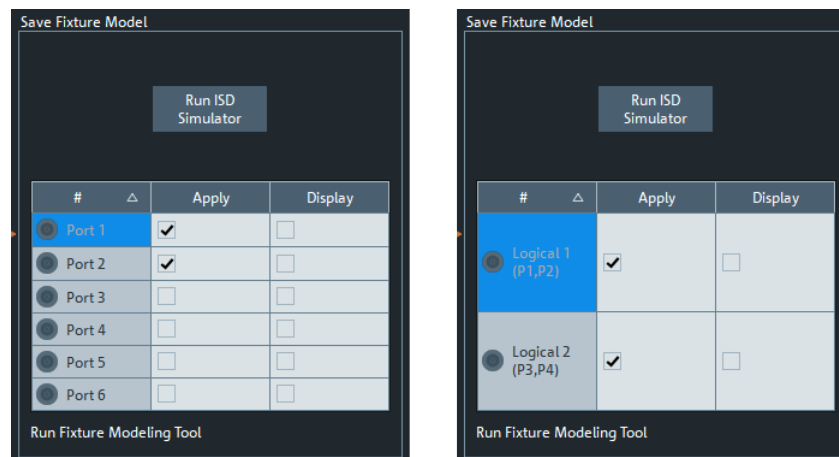 Save Fixture Model
Run ISD
Simulator
# Apply Display
Port 1
Port 2
Port 3
Port 4
Port 5
Port 6
Run Fixture Modeling Tool
Save Fixture Model
Run ISD
Simulator
# Apply Display
Logical 1
(P1,P2)
Logical 2
(P3,P4)
Run Fixture Modeling Tool